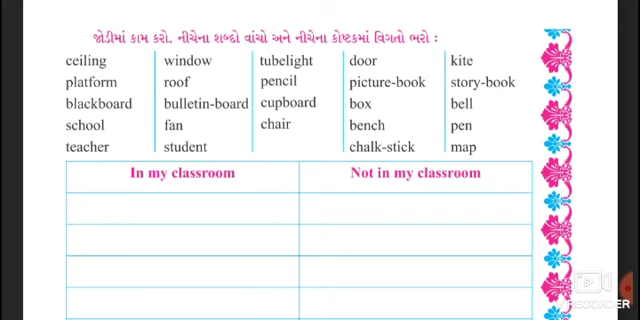 જોડીમાં કામ કરો. નીચેના શબ્દો વાંચો અને નીચેના કોષ્ટકમાં વિગતો ભરો :
ceiling window tubelight door kite
platform roof pencil picture-book story-book
blackboard bulletin-board cupboard box bell
school fan chair bench pen
teacher student chalk-stick map
In my classroom Not in my classroom
RECORDER